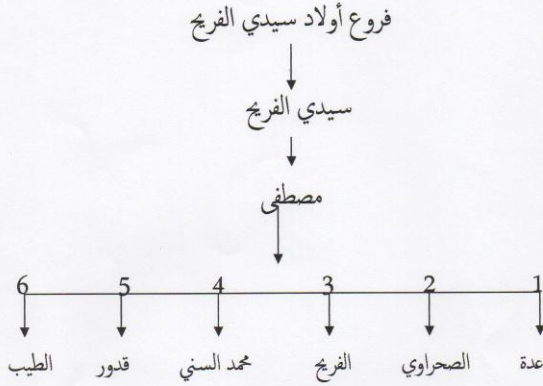 فروع أولاد سيدي الفريح
سيدي الفريح
مصطفى
1 2 3 4 5 6
عدة الصحراوي الفريح محمد السني قدور الطيب